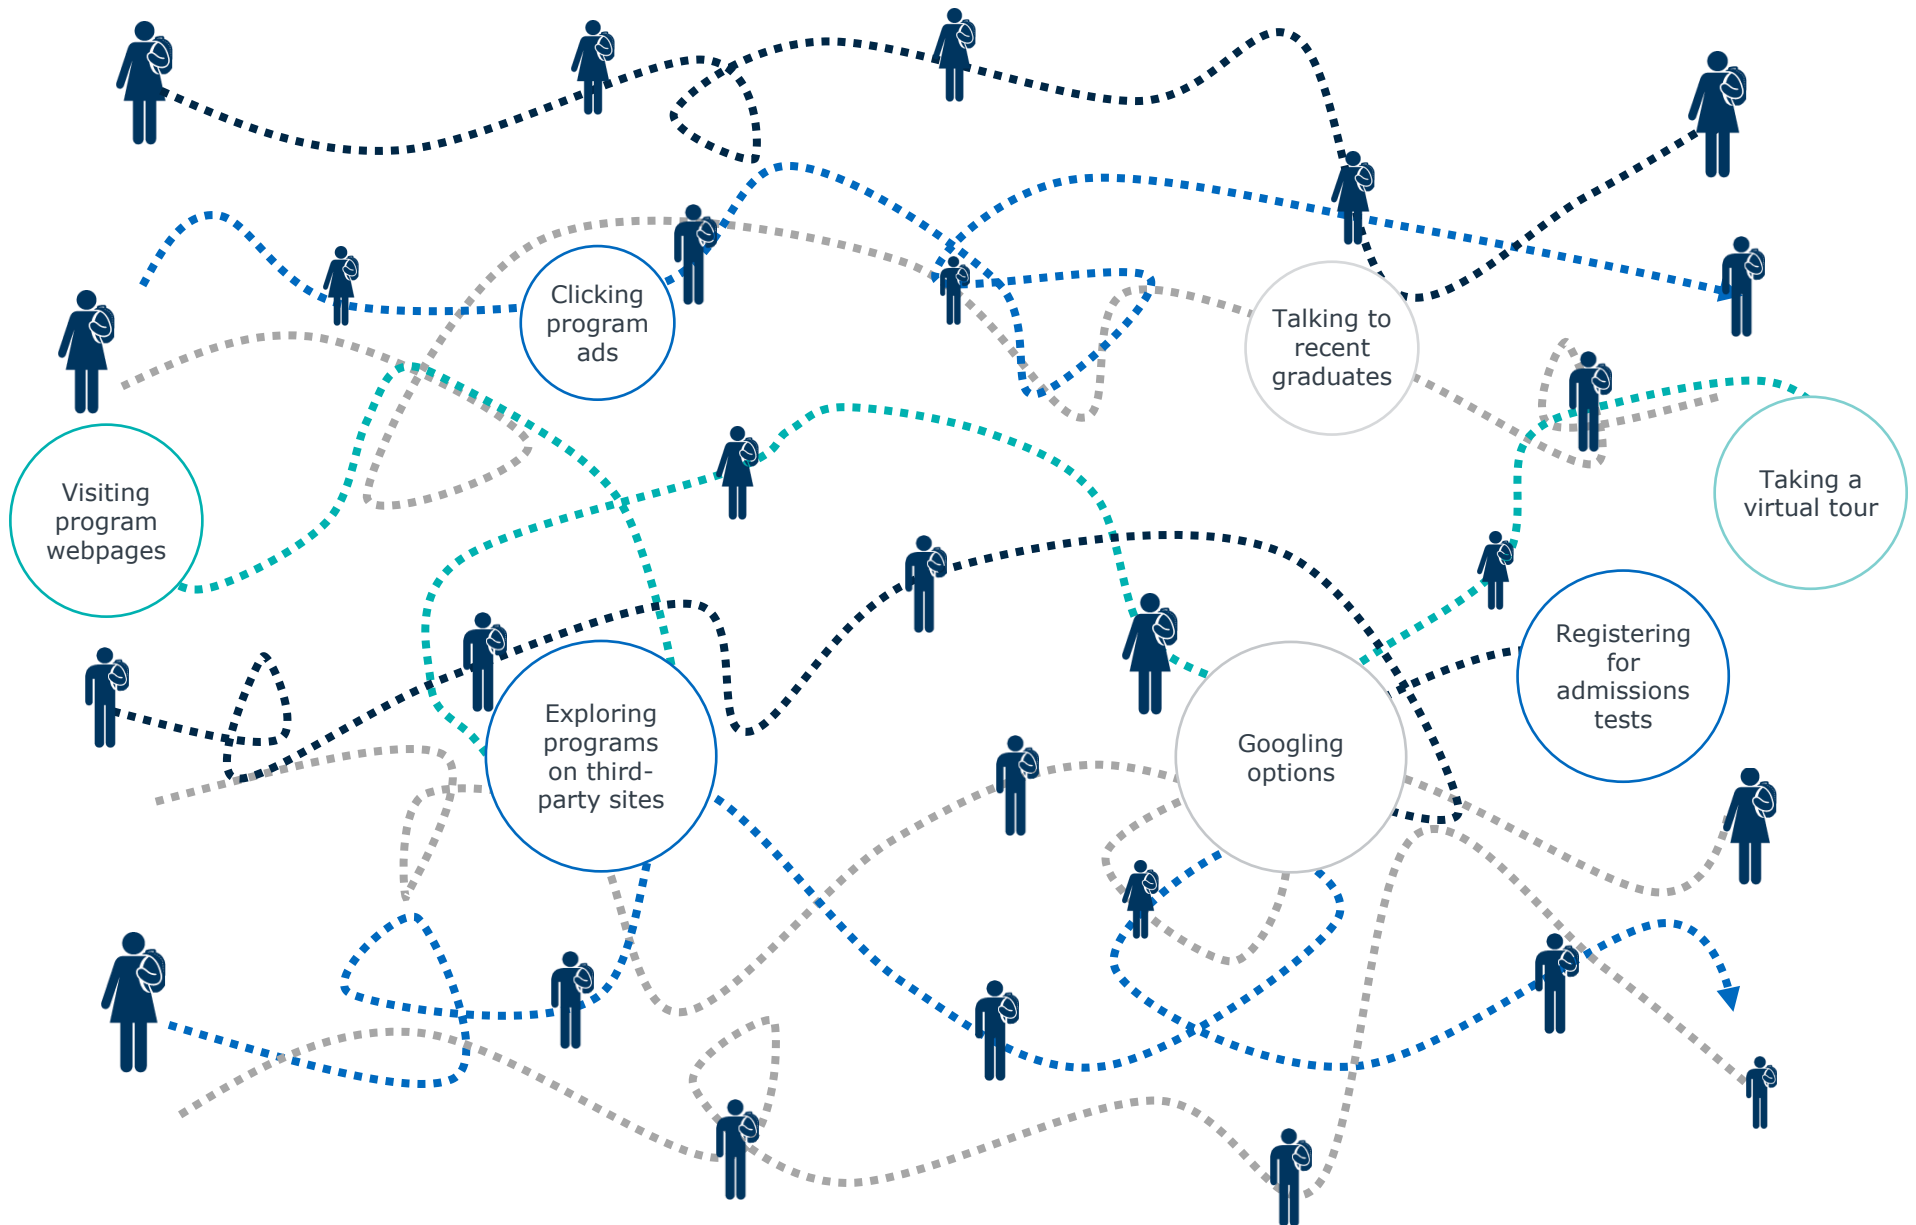 Clicking
program
ads
Talking to
recent
graduates
Visiting
program
webpages
Taking a
virtual tour
Exploring
programs
on third-
party sites
Googling
options
Registering
for
admissions
tests